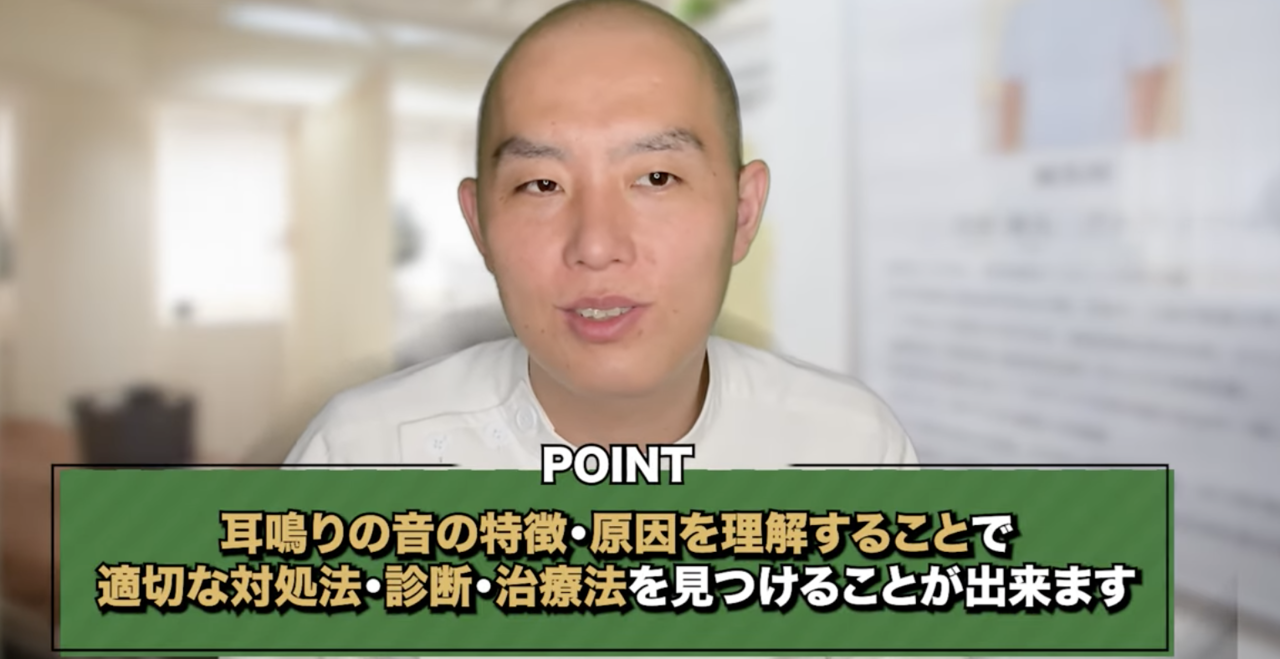 POINT
耳鳴りの音の特徴・原因を理解することで
適切な対処法・診断・治療法を見つけることが出来ます